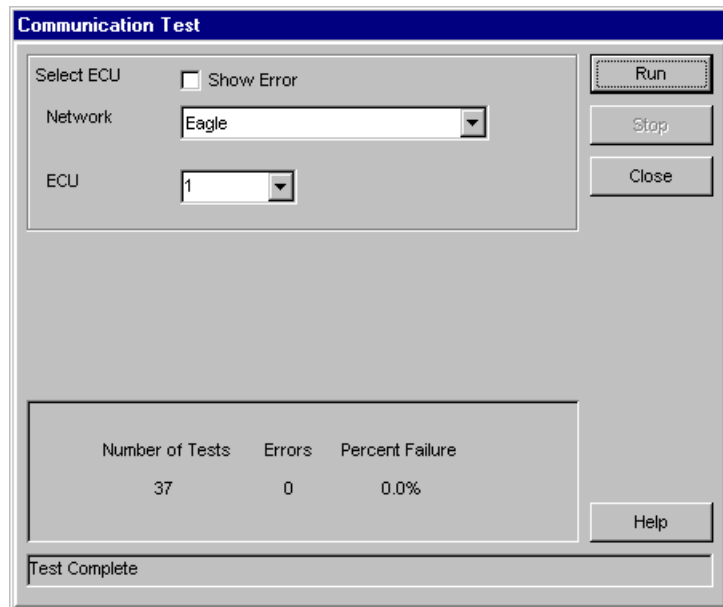 Communication Test
Select ECU
Show Error
Run
Network
Eagle
Stop
ECU
1
Close
Number of Tests Errors Percent Failure
37 0 0.0%
Help
Test Complete